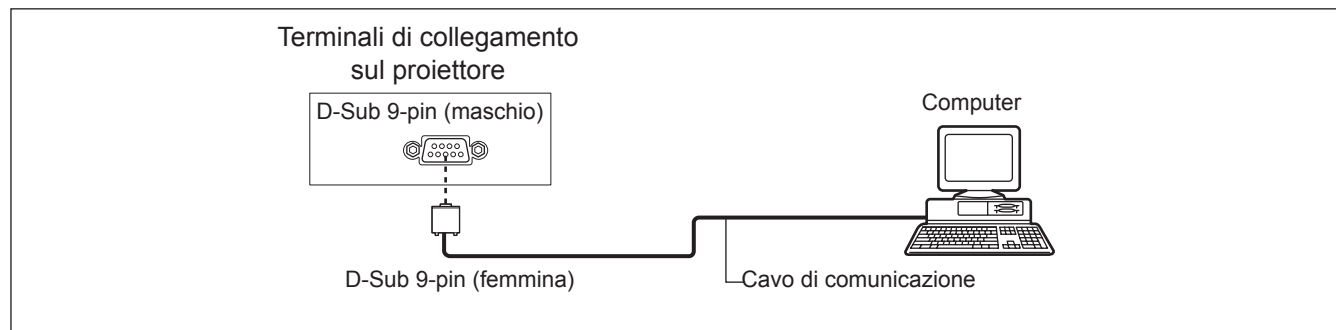 Terminali di collegamento
sul proiettore
D-Sub 9-pin (maschio)
Computer
D-Sub 9-pin (femmina)
Cavo di comunicazione